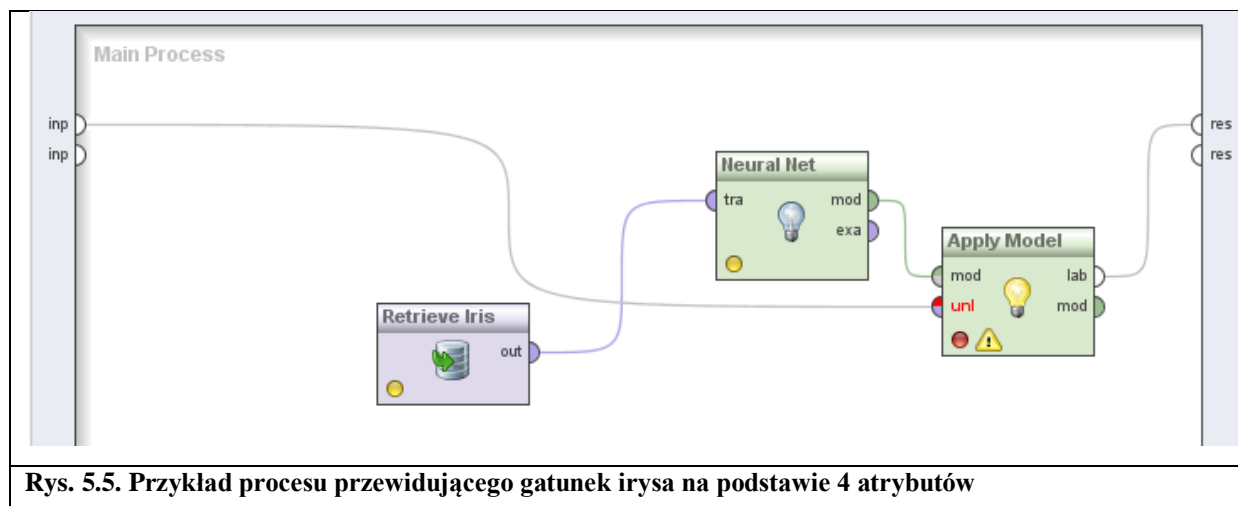 Main Process
inp
inp
res
res
Neural Net
tra
mod
exa
Apply Model
mod
lab
unl
mod
Retrieve Iris
out
Rys. 5.5. Przykład procesu przewidującego gatunek irysa na podstawie 4 atrybutów